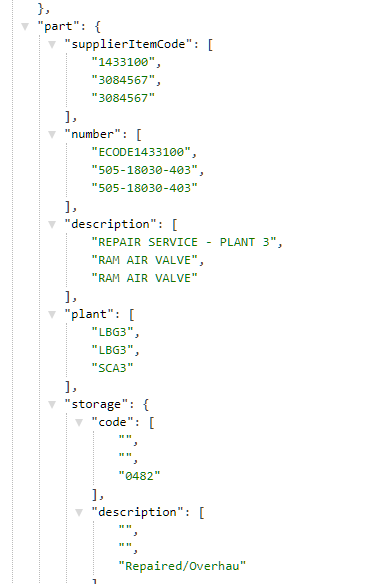 },
"part": {
"supplierItemCode": [
"1433100",
"3084567",
"3084567"
],
"number": [
"ECODE1433100",
"505-18030-403",
"505-18030-403"
],
"description": [
"REPAIR SERVICE - PLANT 3",
"RAM AIR VALVE",
"RAM AIR VALVE"
],
"plant": [
"LBG3",
"LBG3",
"SCA3"
],
"storage": {
"code": [
"",
"",
"0482"
],
"description": [
"",
"",
"Repaired/Overhau"
]